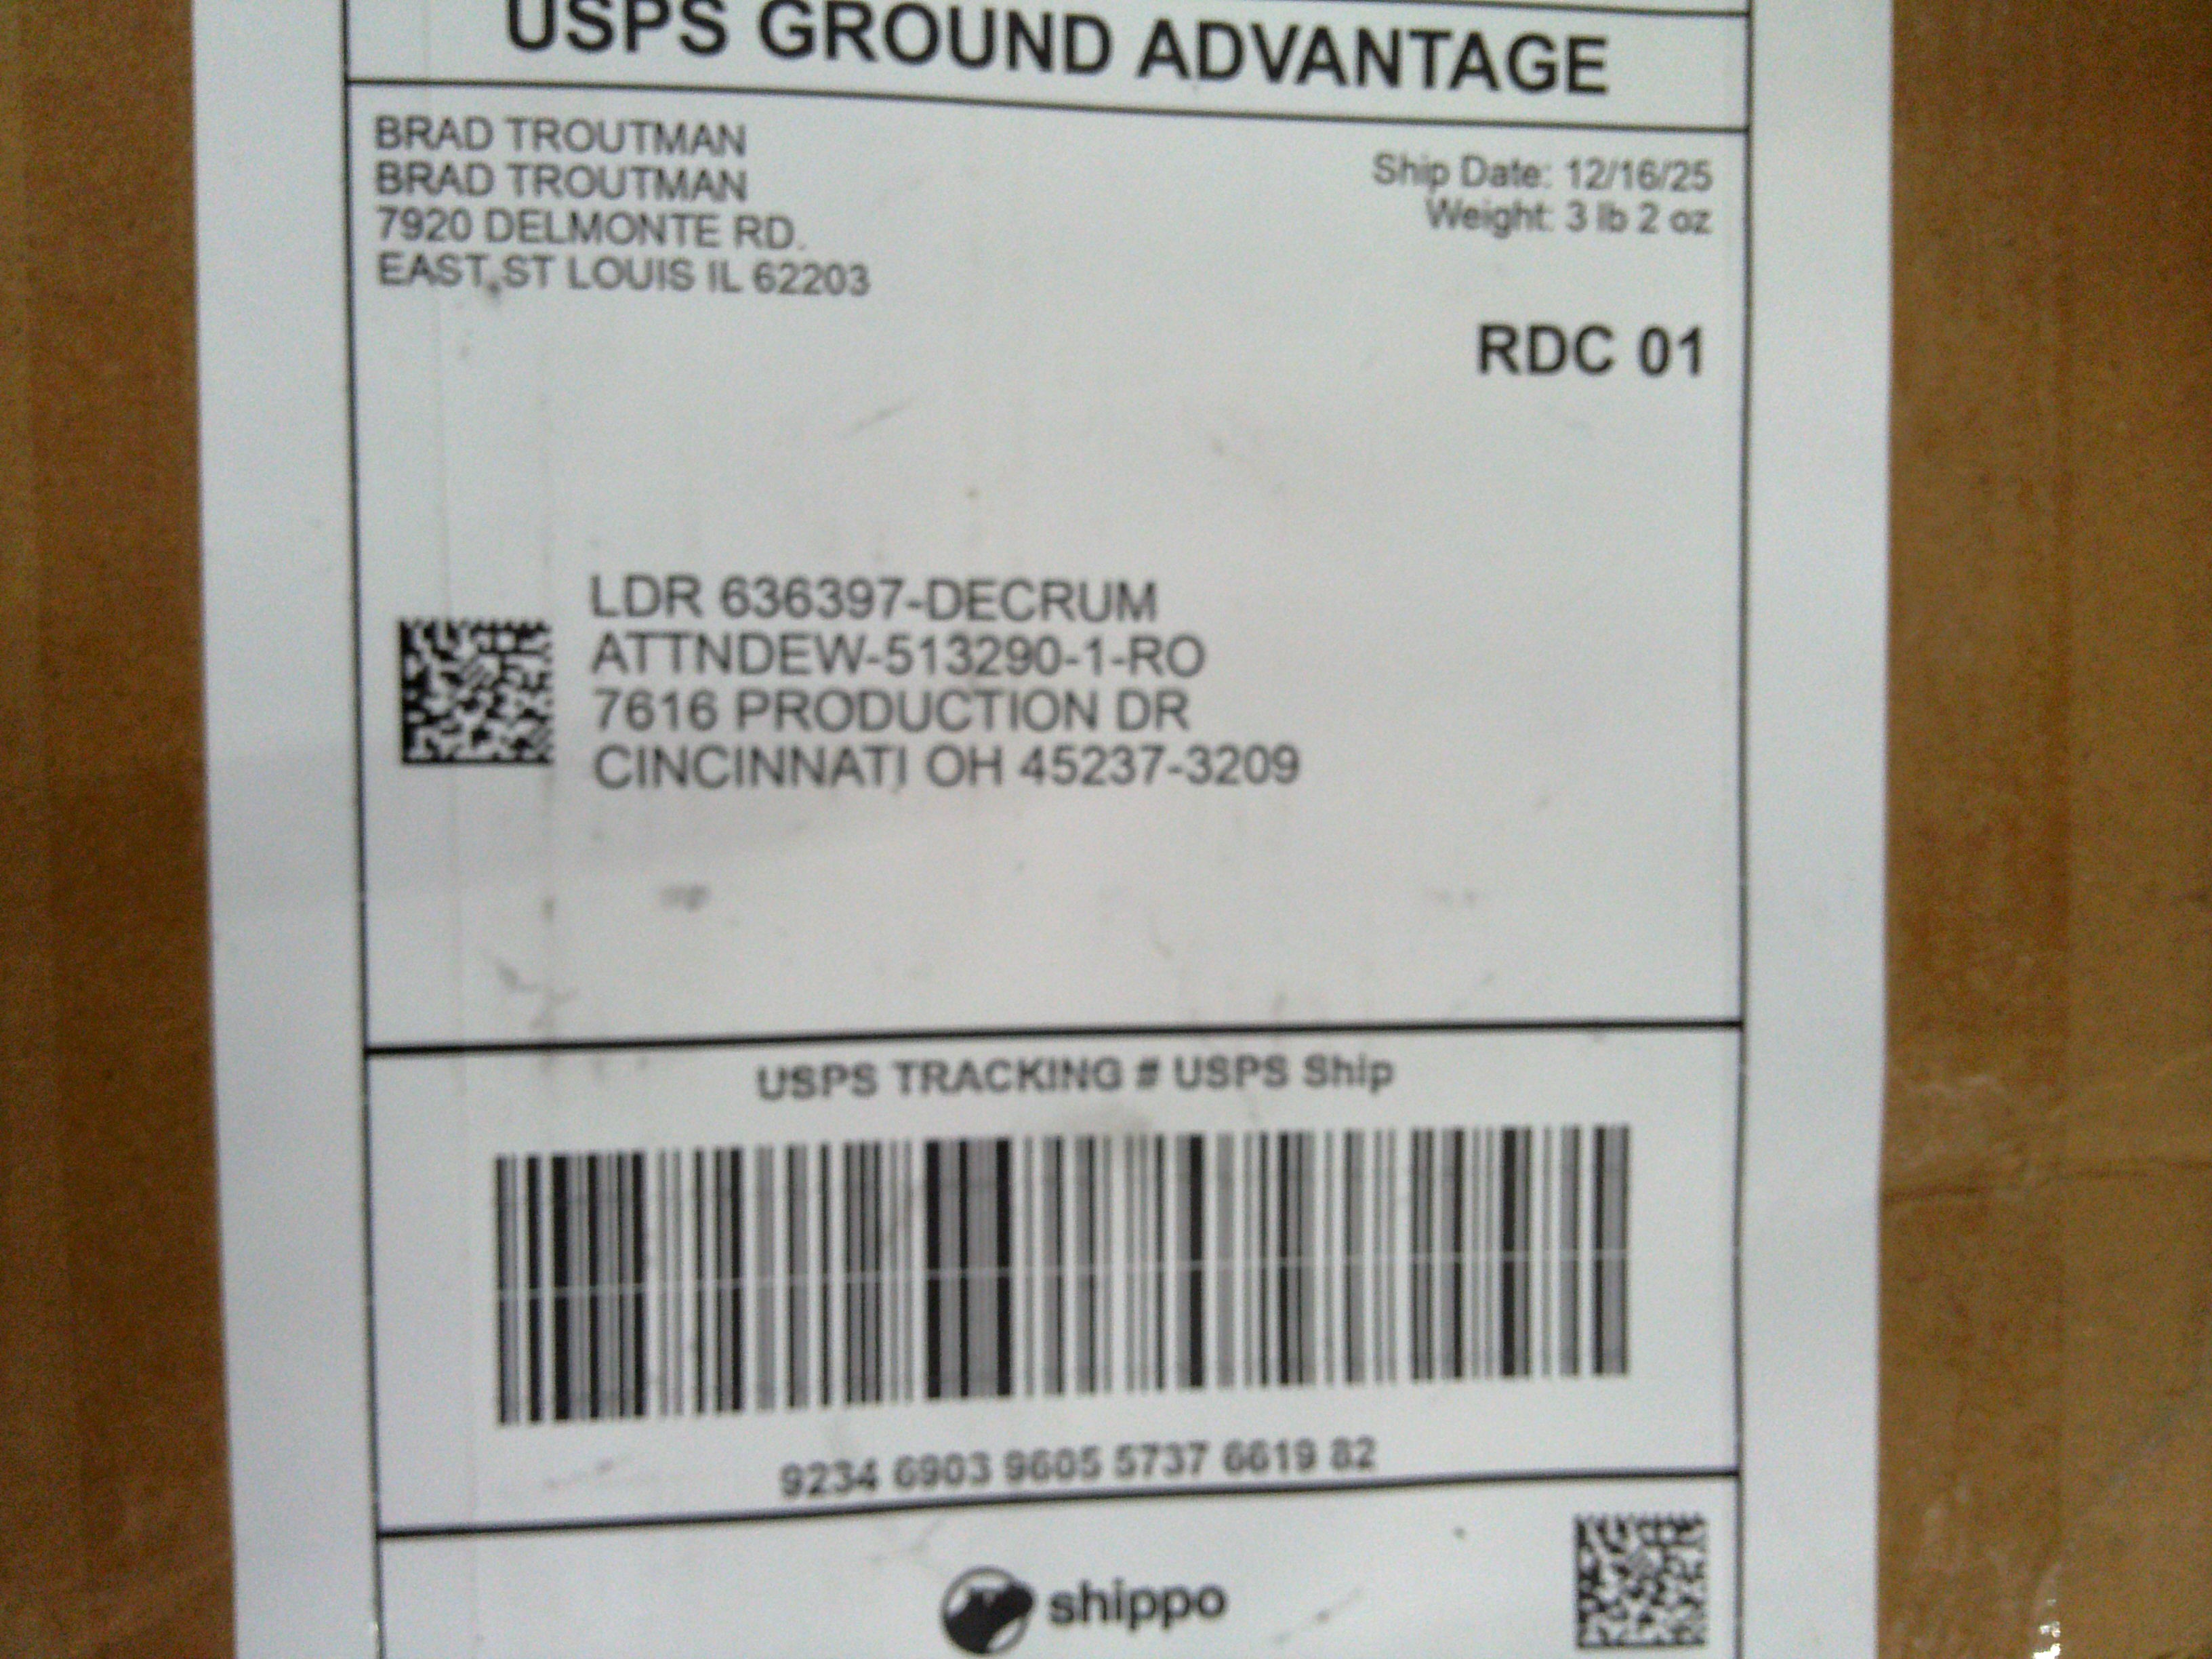 USPS GROUND ADVANTAGE
BRAD TROUTMAN
BRAD TROUTMAN
7920 DELMONTE RD.
EAST ST LOUIS IL 62203
Ship Date: 12/16/25
Weight: 3 lb 2 oz
RDC 01
LDR 636397-DECRUM
ATTNDEW-513290-1-RO
7616 PRODUCTION DR
CINCINNATI OH 45237-3209
USPS TRACKING # USPS Ship
9234 6903 9605 5737 6619 82
shippo